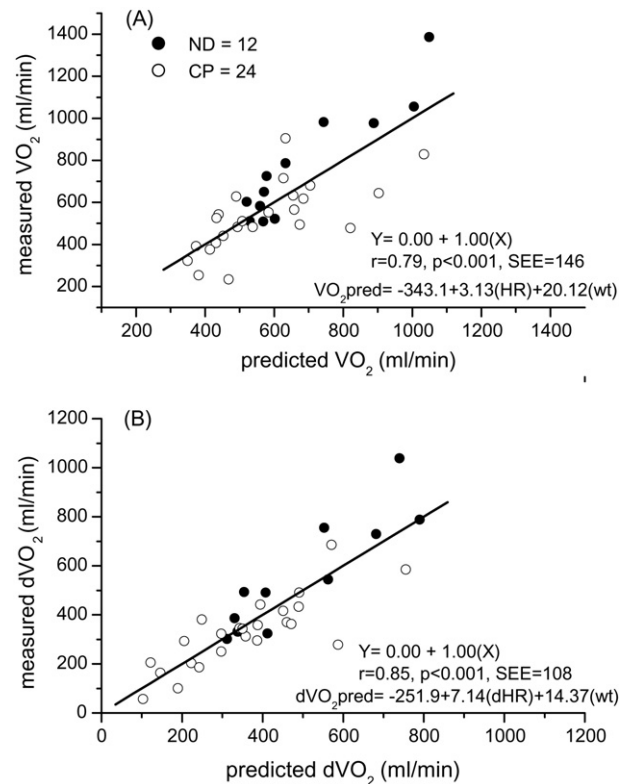 (A)
ND = 12
CP = 24
measured VO₂ (ml/min)
1400
1200
1000
800
600
400
200
Y= 0.00 + 1.00(X)
r=0.79, p<0.001, SEE=146
VO₂pred= -343.1+3.13(HR)+20.12(wt)
200 400 600 800 1000 1200 1400
predicted VO₂ (ml/min)
(B)
measured dVO₂ (ml/min)
1200
1000
800
600
400
200
0
Y= 0.00 + 1.00(X)
r=0.85, p<0.001, SEE=108
dVO₂pred= -251.9+7.14(dHR)+14.37(wt)
0 200 400 600 800 1000 1200
predicted dVO₂ (ml/min)